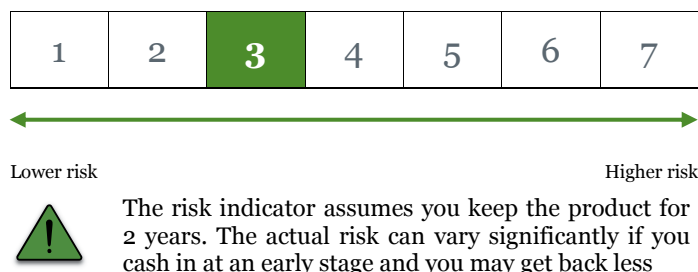 1 2 3 4 5 6 7
Lower risk Higher risk
The risk indicator assumes you keep the product for
2 years. The actual risk can vary significantly if you
cash in at an early stage and you may get back less